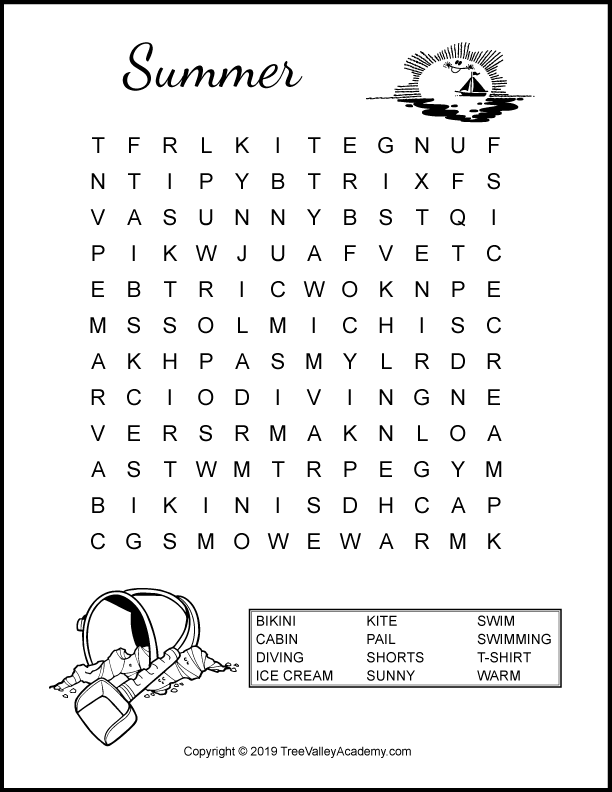 Summer
T F R L K I T E G N U F
N T I P Y B T R I X F S
V A S U N N Y B S T Q I
P I K W J U A F V E T C
E B T R I C W O K N P E
M S S O L M I C H I S C
A K H P A S M Y L R D R
R C I O D I V I N G N E
V E R S R M A K N L O A
A S T W M T R P E G Y M
B I K I N I S D H C A P
C G S M O W E W A R M K
BIKINI KITE SWIM
CABIN PAIL SWIMMING
DIVING SHORTS T-SHIRT
ICE CREAM SUNNY WARM
Copyright © 2019 TreeValleyAcademy.com